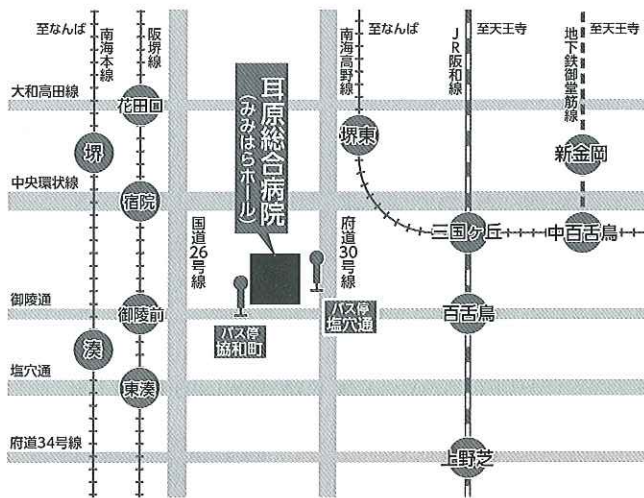 至なんば
南海本線
阪堺線
至なんば
南海高野線
JR阪和線
至天王寺
地下鉄御堂筋線
至天王寺
大和高田線
花田口
耳原総合病院
(みみはらホール)
堺東
堺
新金岡
中央環状線
宿院
三国ヶ丘
中百舌鳥
国道26号線
府道30号線
御陵通
御陵前
バス停
協和町
バス停
塩穴通
百舌鳥
湊
塩穴通
東湊
府道34号線
上野芝